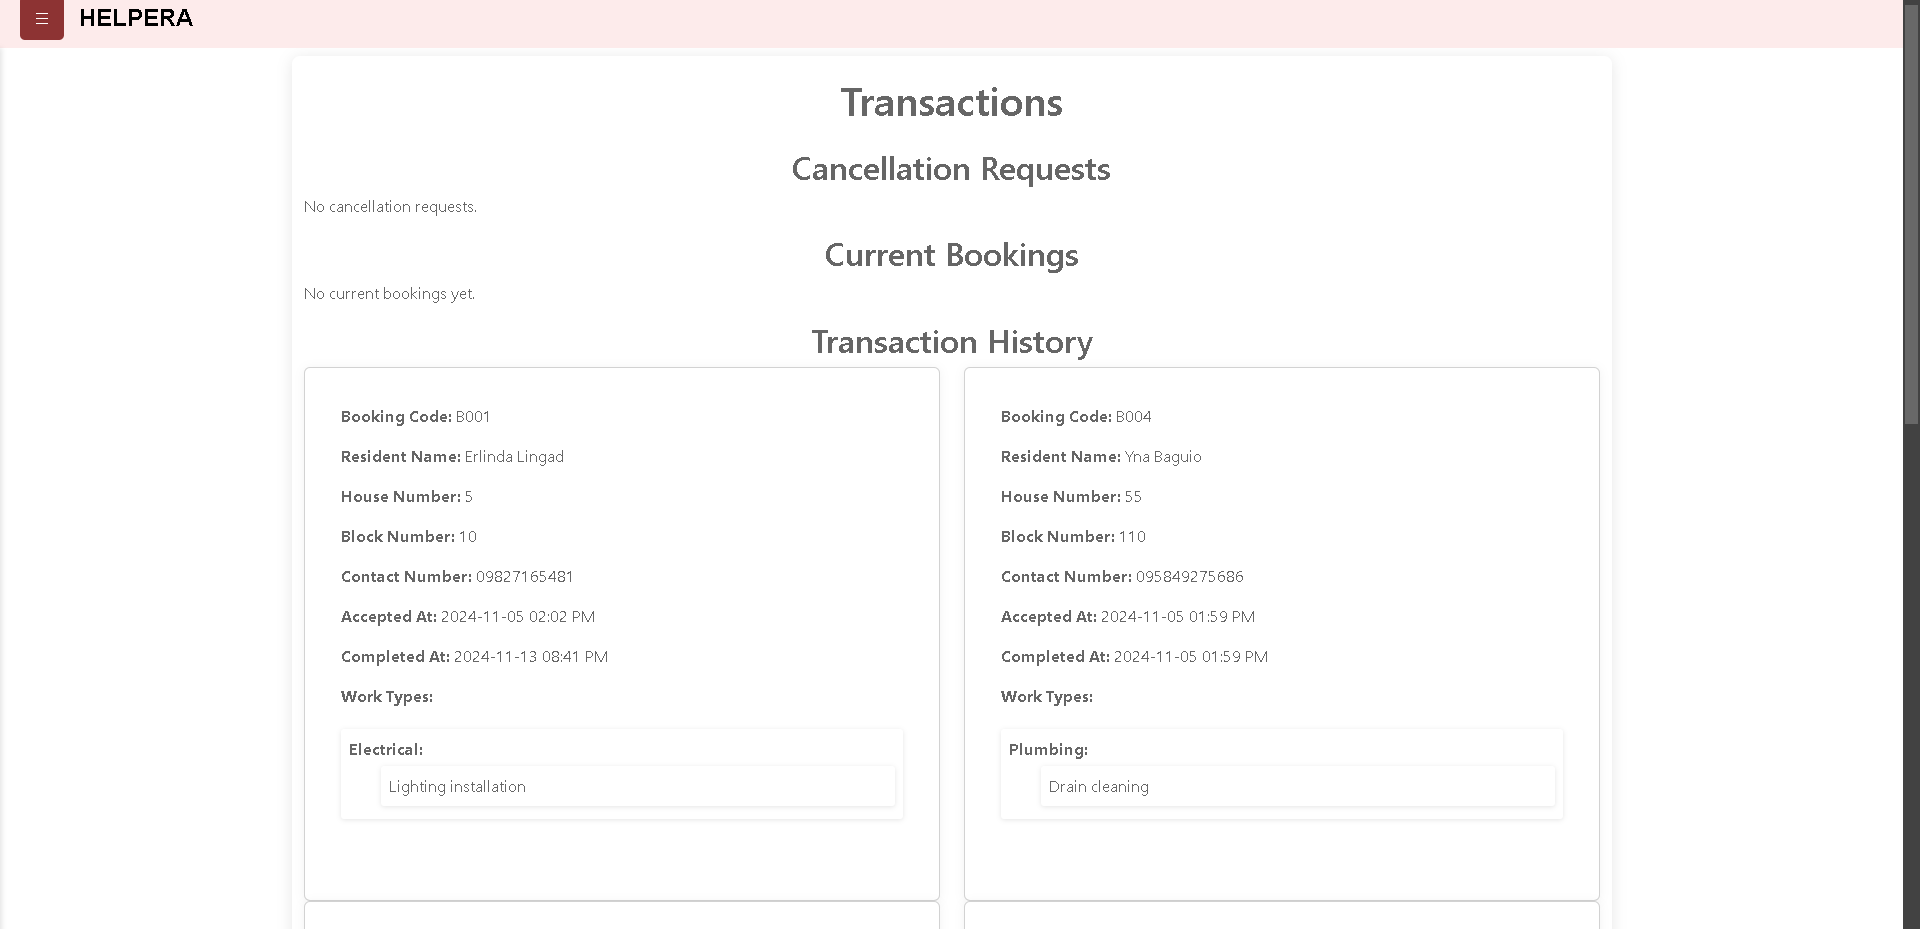 HELPERA
Transactions
Cancellation Requests
No cancellation requests.
Current Bookings
No current bookings yet.
Transaction History
Booking Code: B001
Resident Name: Erlinda Lingad
House Number: 5
Block Number: 10
Contact Number: 09827165481
Accepted At: 2024-11-05 02:02 PM
Completed At: 2024-11-13 08:41 PM
Work Types:
Electrical:
Lighting installation
Booking Code: B004
Resident Name: Yna Baguio
House Number: 55
Block Number: 110
Contact Number: 095849275686
Accepted At: 2024-11-05 01:59 PM
Completed At: 2024-11-05 01:59 PM
Work Types:
Plumbing:
Drain cleaning